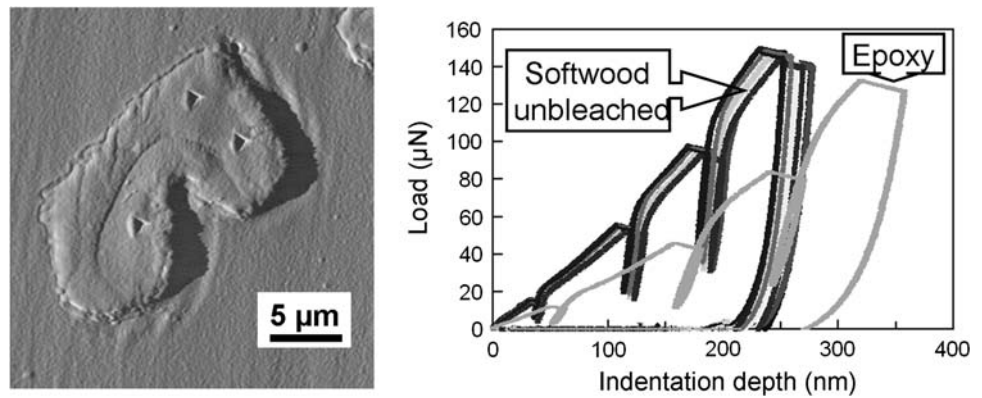 5 µm
160
140
120
100
80
60
40
20
0
Load (µN)
Softwood
unbleached
Epoxy
0
100
200
300
400
Indentation depth (nm)